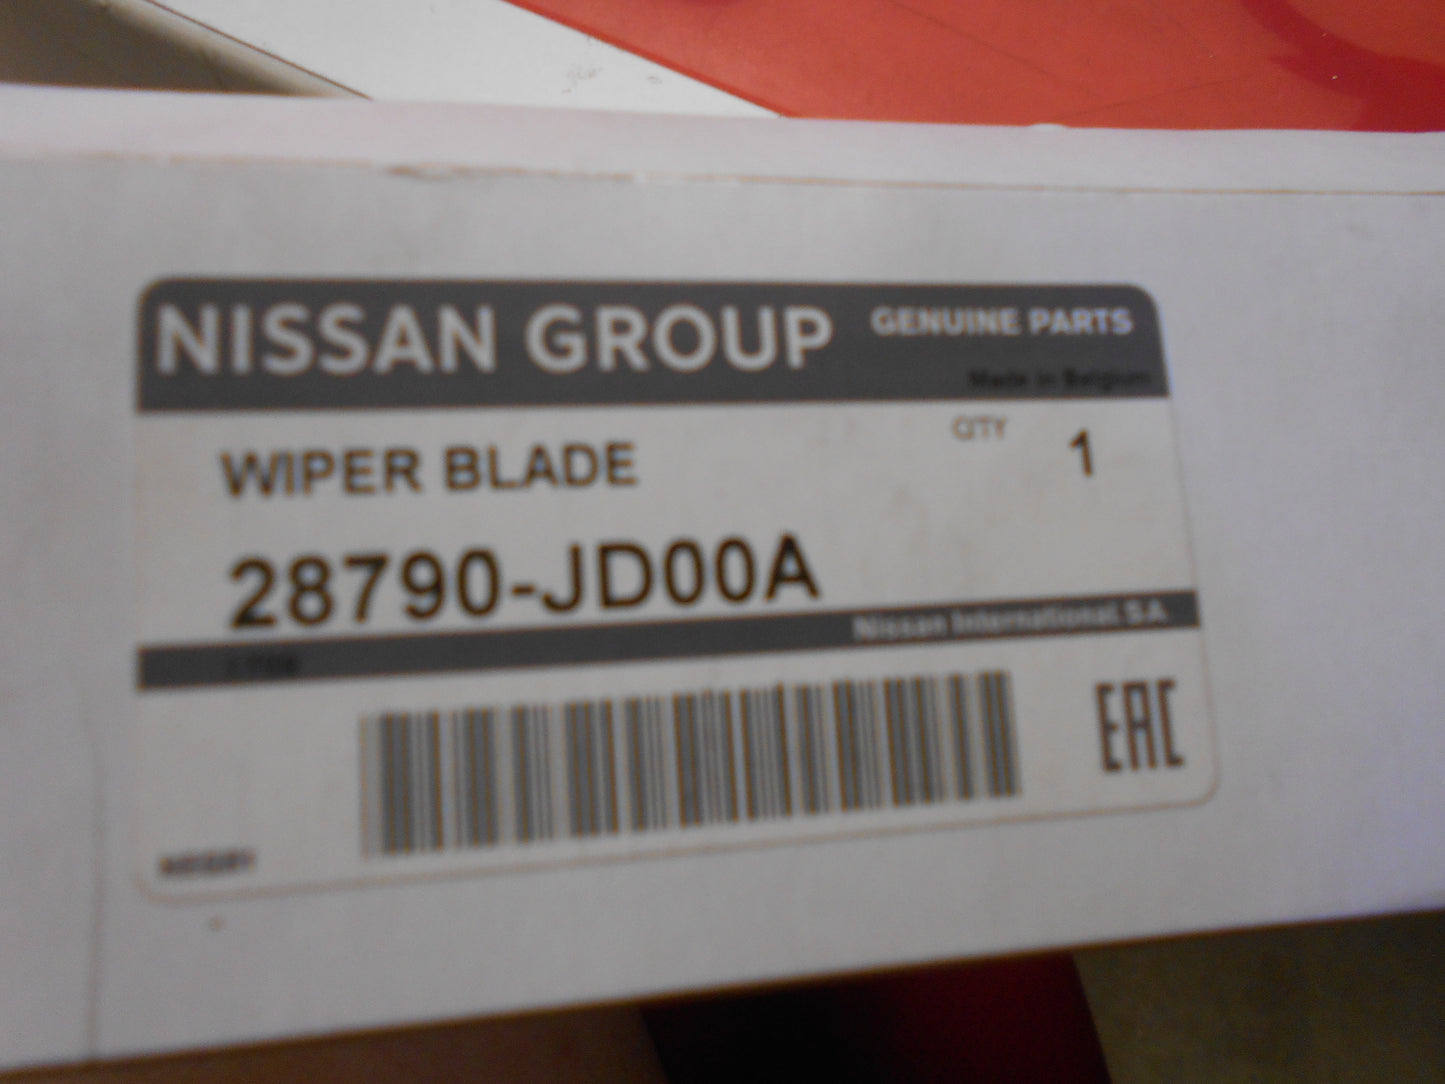 NISSAN GROUP GENUINE PARTS
Made in Belgium
WIPER BLADE QTY 1
28790-JD00A
Nissan International S.A.
EAC